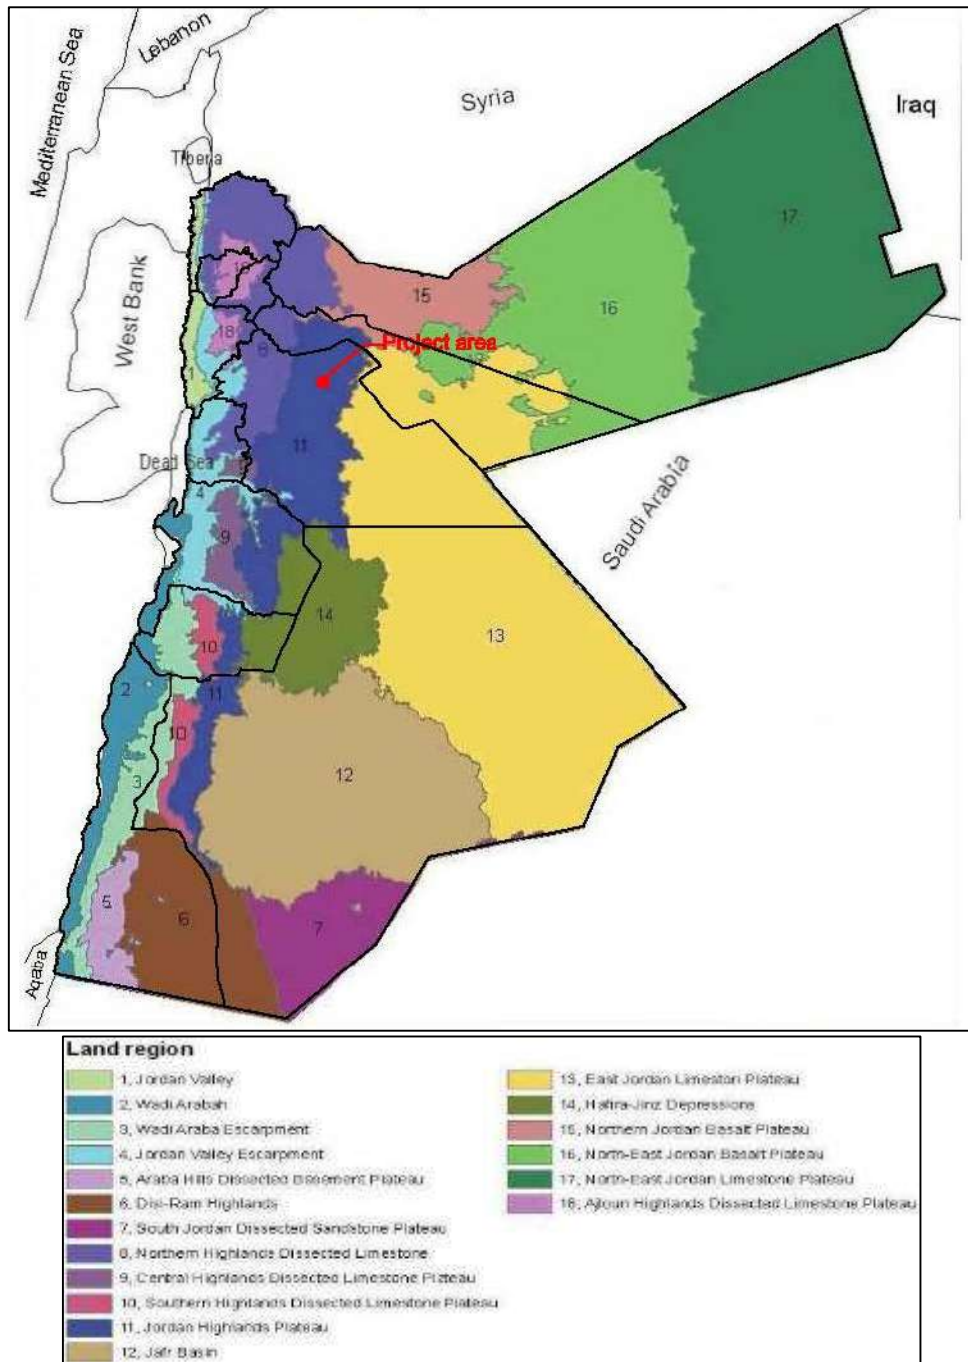 Mediterranean Sea
Lebanon
Syria
Iraq
Tiberia
West Bank
Dead Sea
Saudi Arabia
Aqaba
Project area
17
15
16
18
18
8
1
11
4
9
14
13
10
11
2
10
3
12
5
6
7
Land region
1, Jordan Valley
2, Wadi Arabah
3, Wadi Araba Escarpment
4, Jordan Valley Escarpment
5, Araba Hills Dissected Basement Plateau
6, Disi-Ram Highlands
7, South Jordan Dissected Sandstone Plateau
8, Northern Highlands Dissected Limestone
9, Central Highlands Dissected Limestone Plateau
10, Southern Highlands Dissected Limestone Plateau
11, Jordan Highlands Plateau
12, Jafr Basin
13, East Jordan Limeston Plateau
14, Hafira-Jinz Depressions
15, Northern Jordan Basalt Plateau
16, North-East Jordan Basalt Plateau
17, North-East Jordan Limestone Plateau
18, Ajloun Highlands Dissected Limestone Plateau